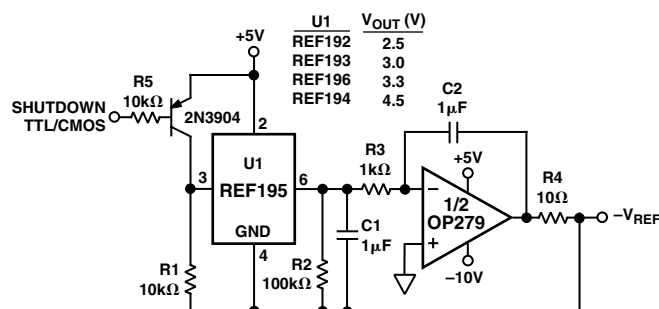 U1 VOUT (V)
REF192 2.5
REF193 3.0
REF196 3.3
REF194 4.5
+5V
R5
10kΩ
SHUTDOWN
TTL/CMOS
2N3904
2
U1
REF195
3
6
GND
4
R1
10kΩ
R2
100kΩ
C1
1µF
R3
1kΩ
C2
1µF
+5V
–
1/2
OP279
+
–10V
R4
10Ω
–VREF